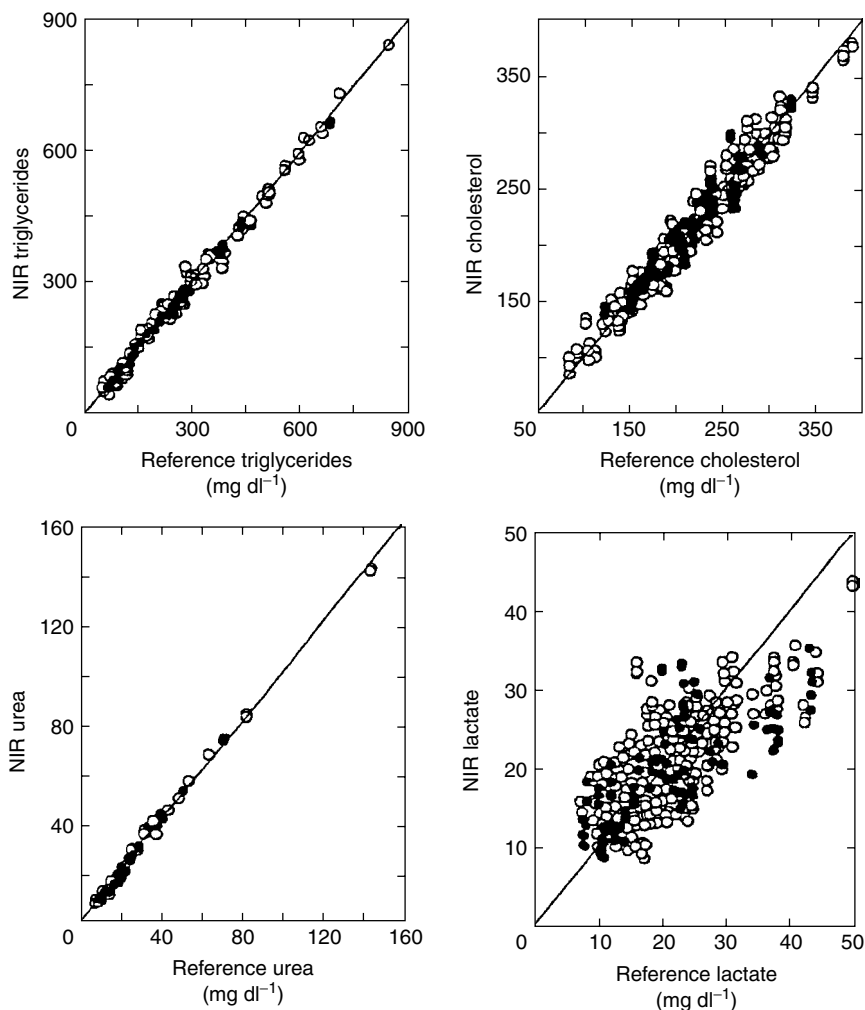 900
600
300
0
300
600
900
NIR triglycerides
Reference triglycerides
(mg dl⁻¹)
350
250
150
50
150
250
350
NIR cholesterol
Reference cholesterol
(mg dl⁻¹)
160
120
80
40
0
40
80
120
160
NIR urea
Reference urea
(mg dl⁻¹)
50
40
30
20
10
0
10
20
30
40
50
NIR lactate
Reference lactate
(mg dl⁻¹)